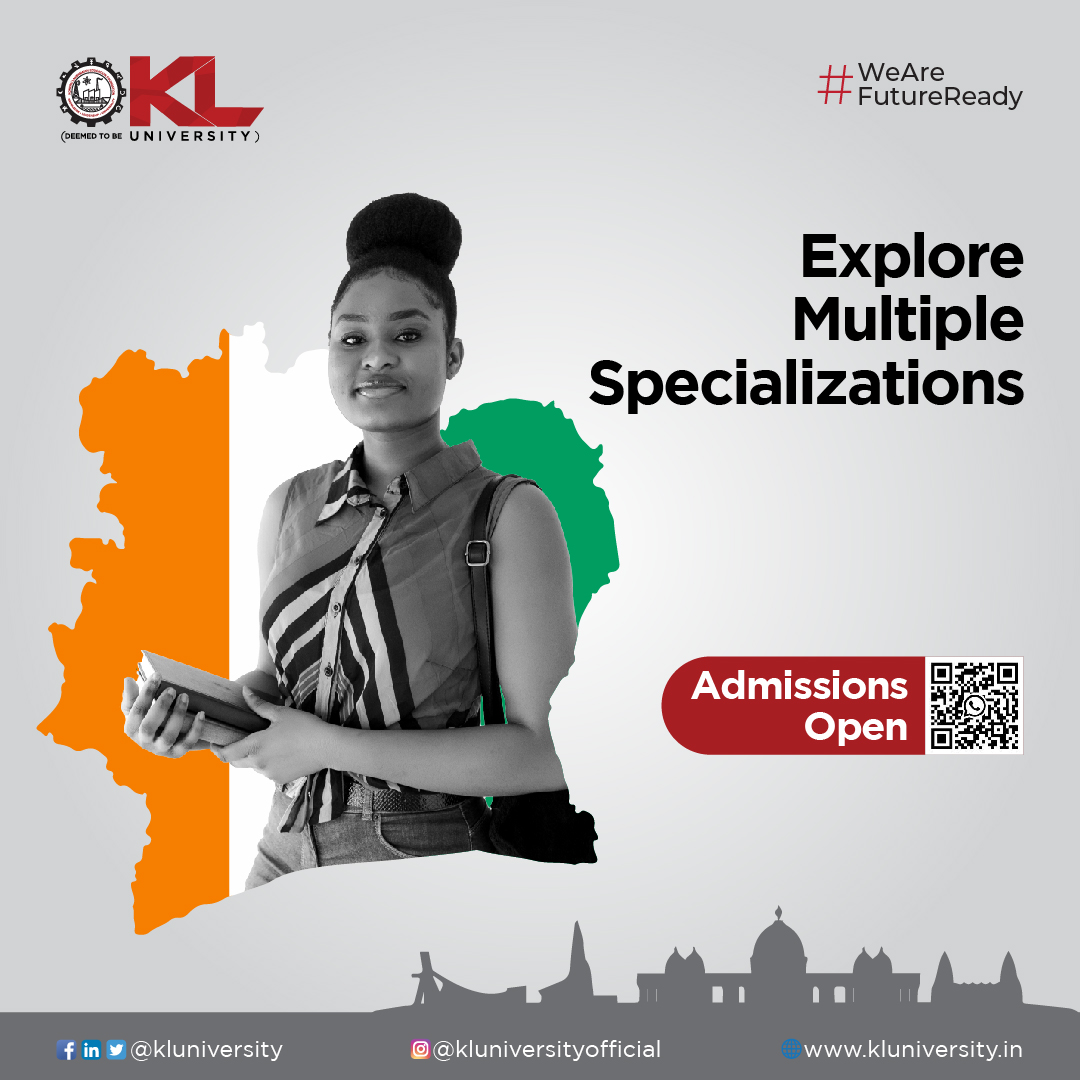 KL
(DEEMED TO BE UNIVERSITY)
#WeAre
FutureReady
Explore
Multiple
Specializations
Admissions
Open
@kluniversity
@kluniversityofficial
www.kluniversity.in